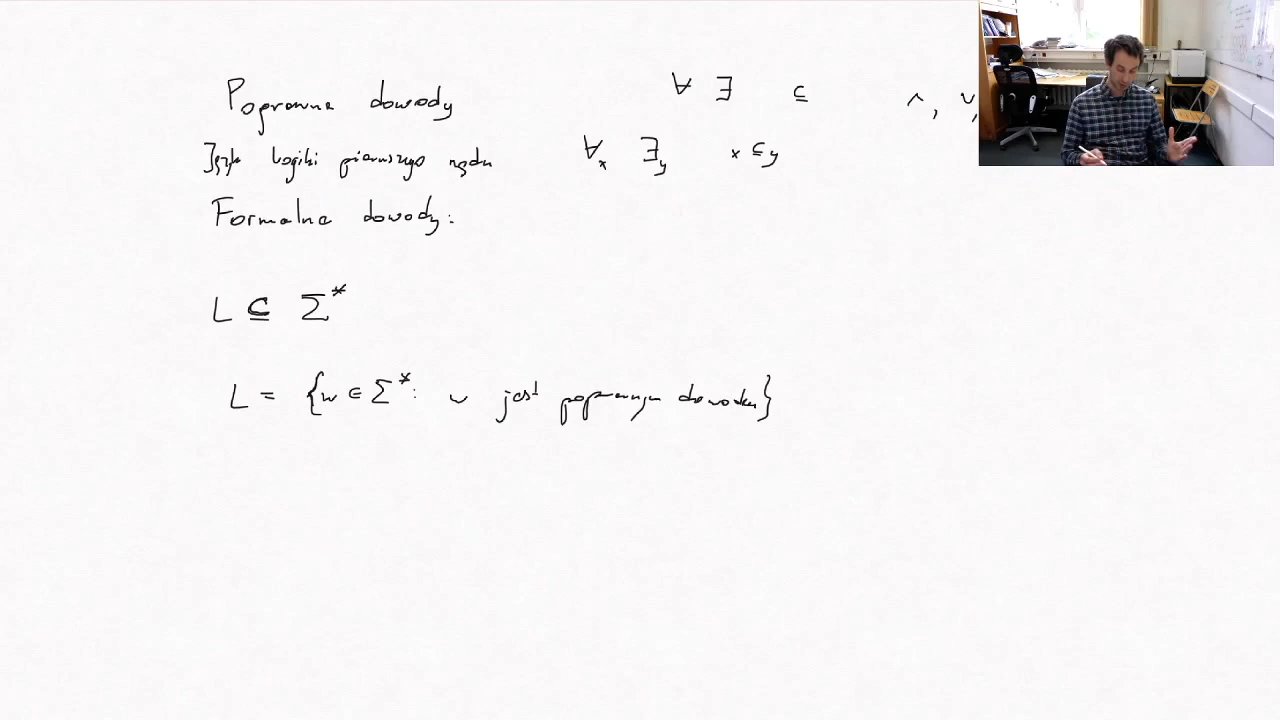 Poprawne dowody ∀ ∃ ⊆ ∧, ∨,
Język logiki pierwszego rzędu ∀x ∃y x ⊆ y
Formalne dowody:
L ⊆ Σ*
L = {w ∈ Σ*: w jest poprawnym dowodem}